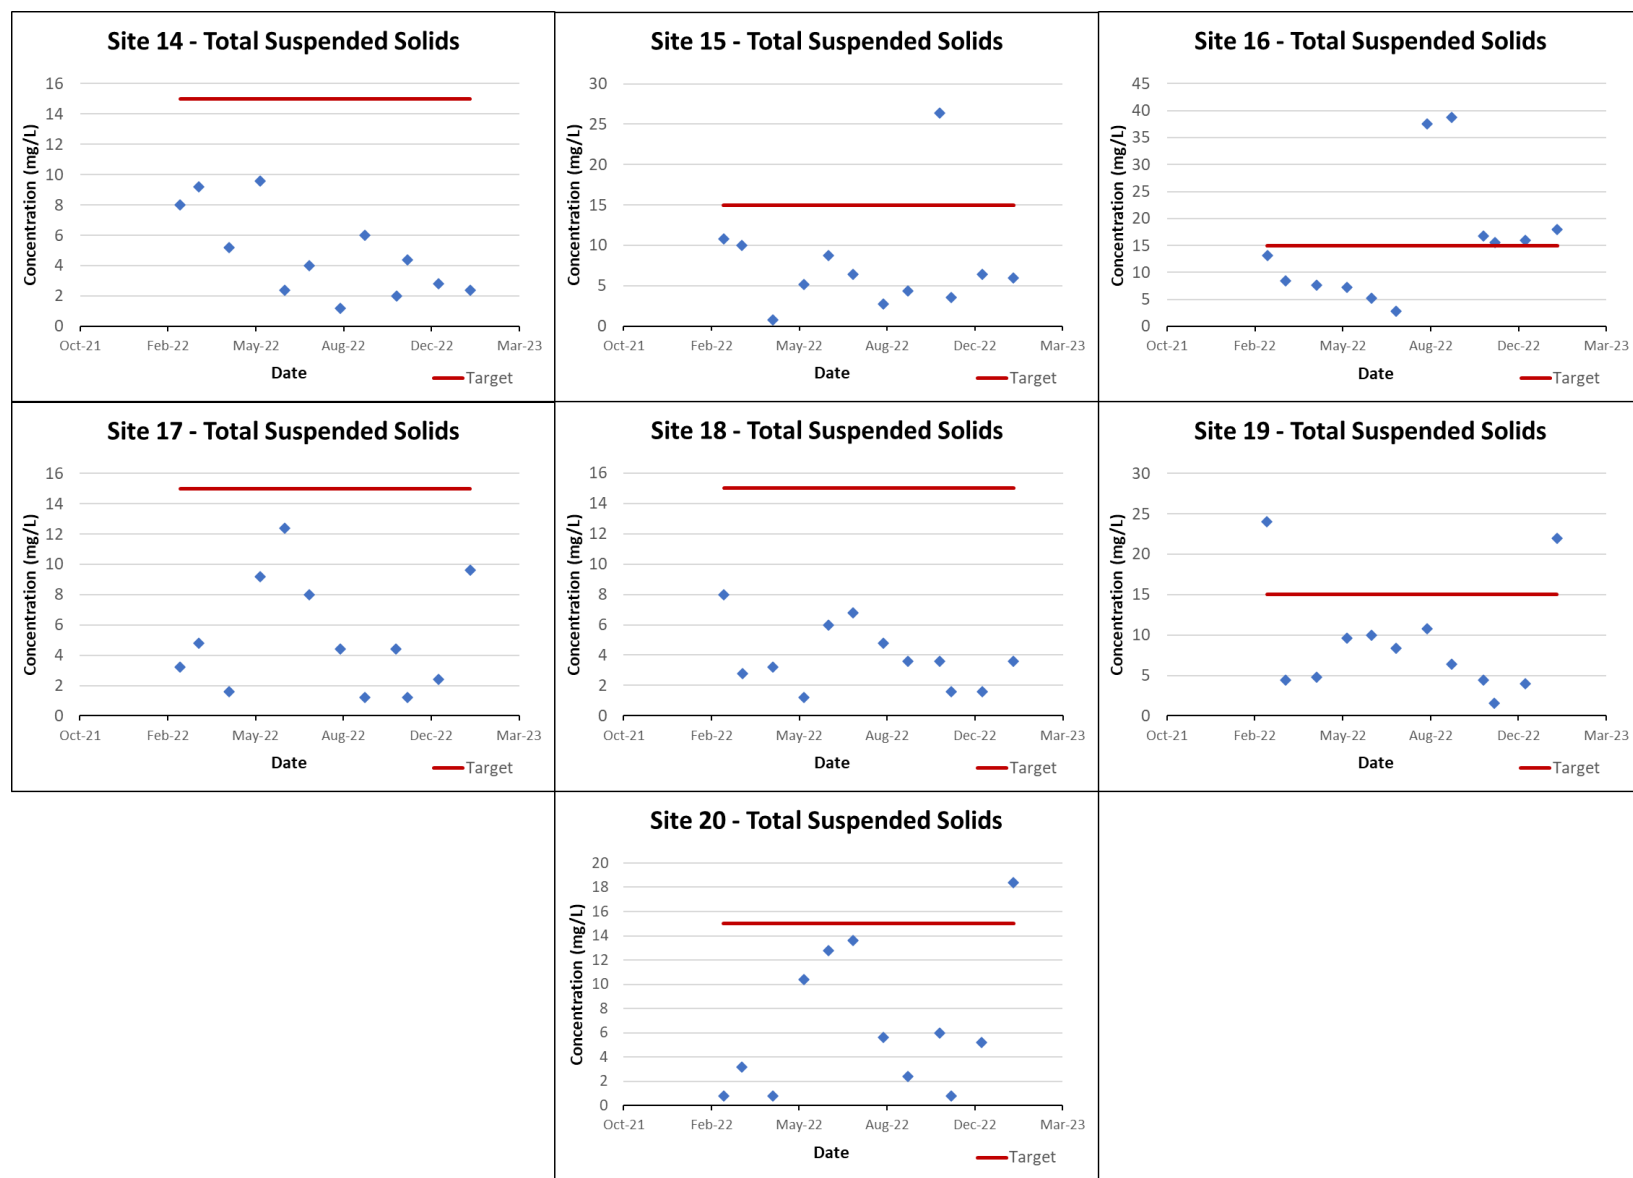 Site 14 - Total Suspended Solids
Concentration (mg/L)
16
14
12
10
8
6
4
2
0
Oct-21 Feb-22 May-22 Aug-22 Dec-22 Mar-23
Date
Target
Site 15 - Total Suspended Solids
Concentration (mg/L)
30
25
20
15
10
5
0
Oct-21 Feb-22 May-22 Aug-22 Dec-22 Mar-23
Date
Target
Site 16 - Total Suspended Solids
Concentration (mg/L)
45
40
35
30
25
20
15
10
5
0
Oct-21 Feb-22 May-22 Aug-22 Dec-22 Mar-23
Date
Target
Site 17 - Total Suspended Solids
Concentration (mg/L)
16
14
12
10
8
6
4
2
0
Oct-21 Feb-22 May-22 Aug-22 Dec-22 Mar-23
Date
Target
Site 18 - Total Suspended Solids
Concentration (mg/L)
16
14
12
10
8
6
4
2
0
Oct-21 Feb-22 May-22 Aug-22 Dec-22 Mar-23
Date
Target
Site 19 - Total Suspended Solids
Concentration (mg/L)
30
25
20
15
10
5
0
Oct-21 Feb-22 May-22 Aug-22 Dec-22 Mar-23
Date
Target
Site 20 - Total Suspended Solids
Concentration (mg/L)
20
18
16
14
12
10
8
6
4
2
0
Oct-21 Feb-22 May-22 Aug-22 Dec-22 Mar-23
Date
Target